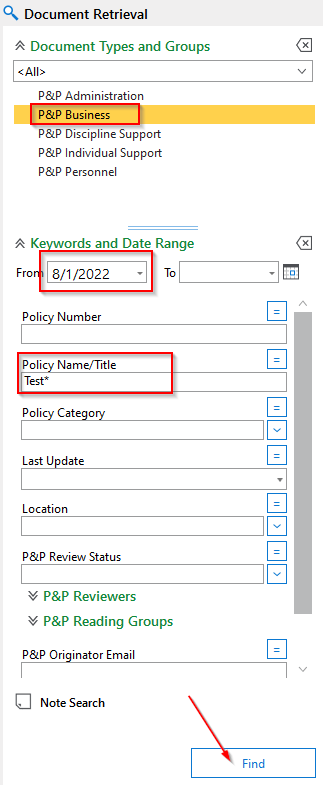 Document Retrieval
Document Types and Groups
<All>
P&P Administration
P&P Business
P&P Discipline Support
P&P Individual Support
P&P Personnel
Keywords and Date Range
From 8/1/2022 To
Policy Number =
Policy Name/Title =
Test*
Policy Category =
Last Update =
Location =
P&P Review Status =
P&P Reviewers
P&P Reading Groups
P&P Originator Email =
Note Search
Find